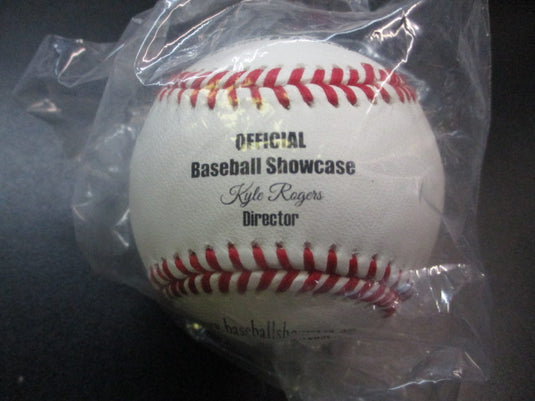 OFFICIAL
Baseball Showcase
Kyle Rogers
Director